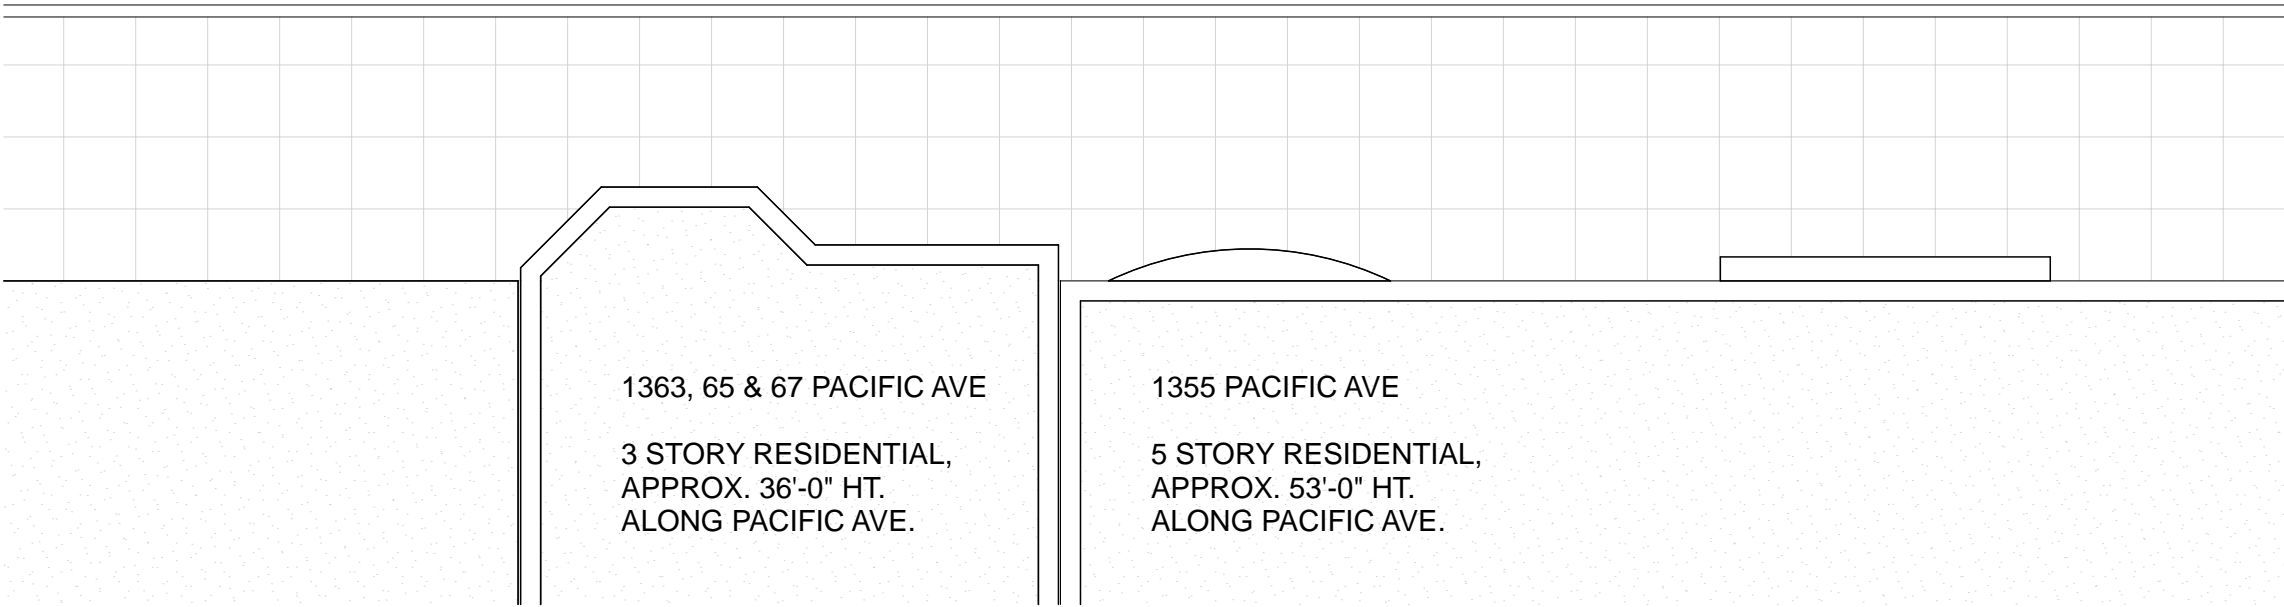 1363, 65 & 67 PACIFIC AVE
3 STORY RESIDENTIAL,
APPROX. 36'-0" HT.
ALONG PACIFIC AVE.
1355 PACIFIC AVE
5 STORY RESIDENTIAL,
APPROX. 53'-0" HT.
ALONG PACIFIC AVE.